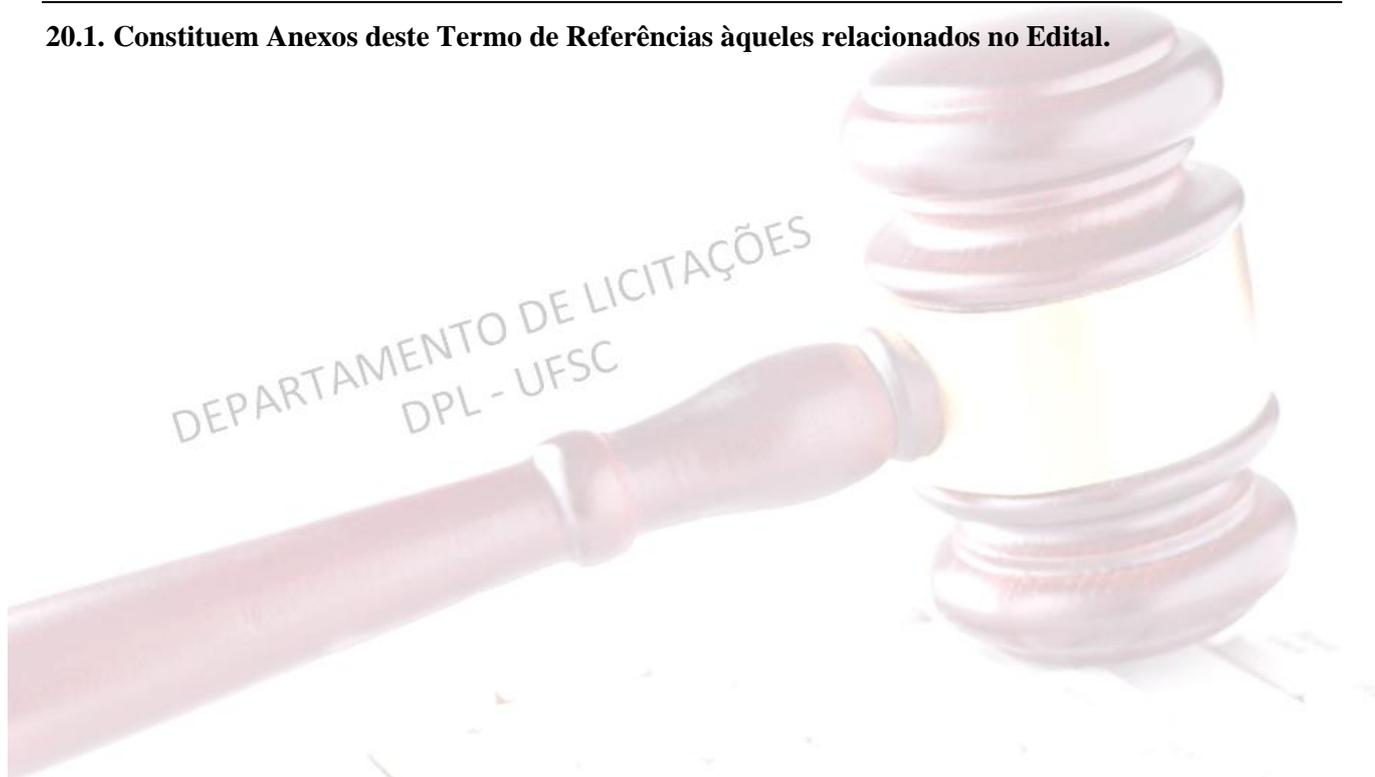 20.1. Constituem Anexos deste Termo de Referências àqueles relacionados no Edital.
DEPARTAMENTO DE LICITAÇÕES
DPL - UFSC